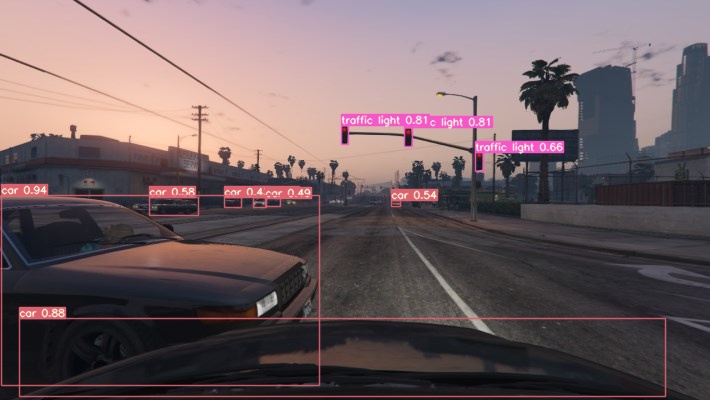 traffic light 0.81
c light 0.81
traffic light 0.66
car 0.94
car 0.58
car 0.4
car 0.49
car 0.54
car 0.88